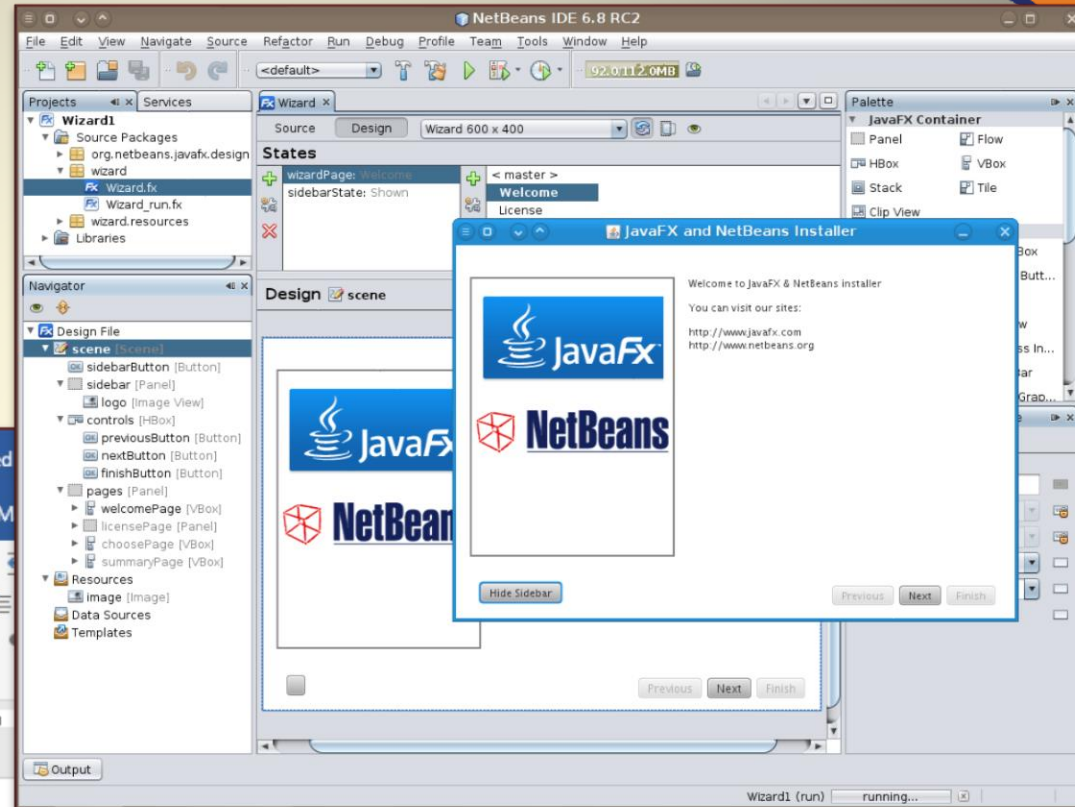 NetBeans IDE 6.8 RC2
File Edit View Navigate Source Refactor Run Debug Profile Team Tools Window Help
<default>
Projects Services
Wizard1
Source Packages
org.netbeans.javafx.design
wizard
Wizard.fx
Wizard_run.fx
wizard.resources
Libraries
Navigator
Design File
scene [Scene]
sidebarButton [Button]
sidebar [Panel]
logo [Image View]
controls [HBox]
previousButton [Button]
nextButton [Button]
finishButton [Button]
pages [Panel]
welcomePage [VBox]
licensePage [Panel]
choosePage [VBox]
summaryPage [VBox]
Resources
image [Image]
Data Sources
Templates
Output
Wizard
Source Design Wizard 600 x 400
States
wizardPage: Welcome
sidebarState: Shown
< master >
Welcome
License
Design scene
JavaFX
NetBean
Previous Next Finish
JavaFX and NetBeans Installer
JavaFX
NetBeans
Welcome to JavaFX & NetBeans installer
You can visit our sites:
http://www.javafx.com
http://www.netbeans.org
Hide Sidebar
Previous Next Finish
Palette
JavaFX Container
Panel Flow
HBox VBox
Stack Tile
Clip View
Box
Butt...
ss In...
Grap...
Wizard1 (run) running...